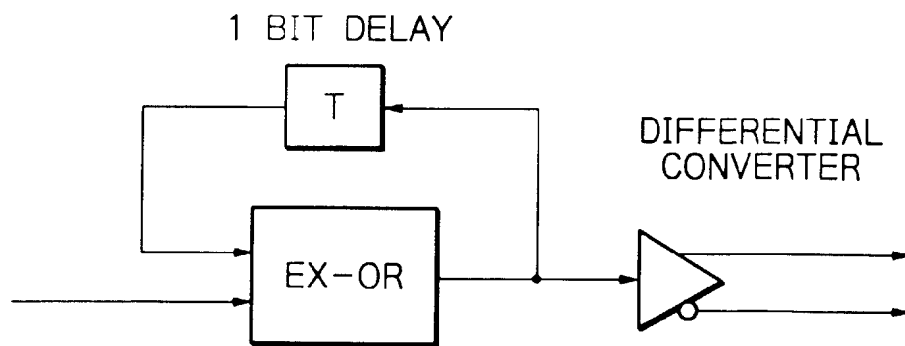 1 BIT DELAY
T
DIFFERENTIAL
CONVERTER
EX-OR